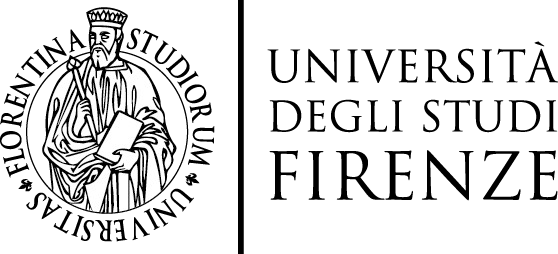 FLORENTINA STUDIORUM UNIVERSITAS
UNIVERSITÀ
DEGLI STUDI
FIRENZE